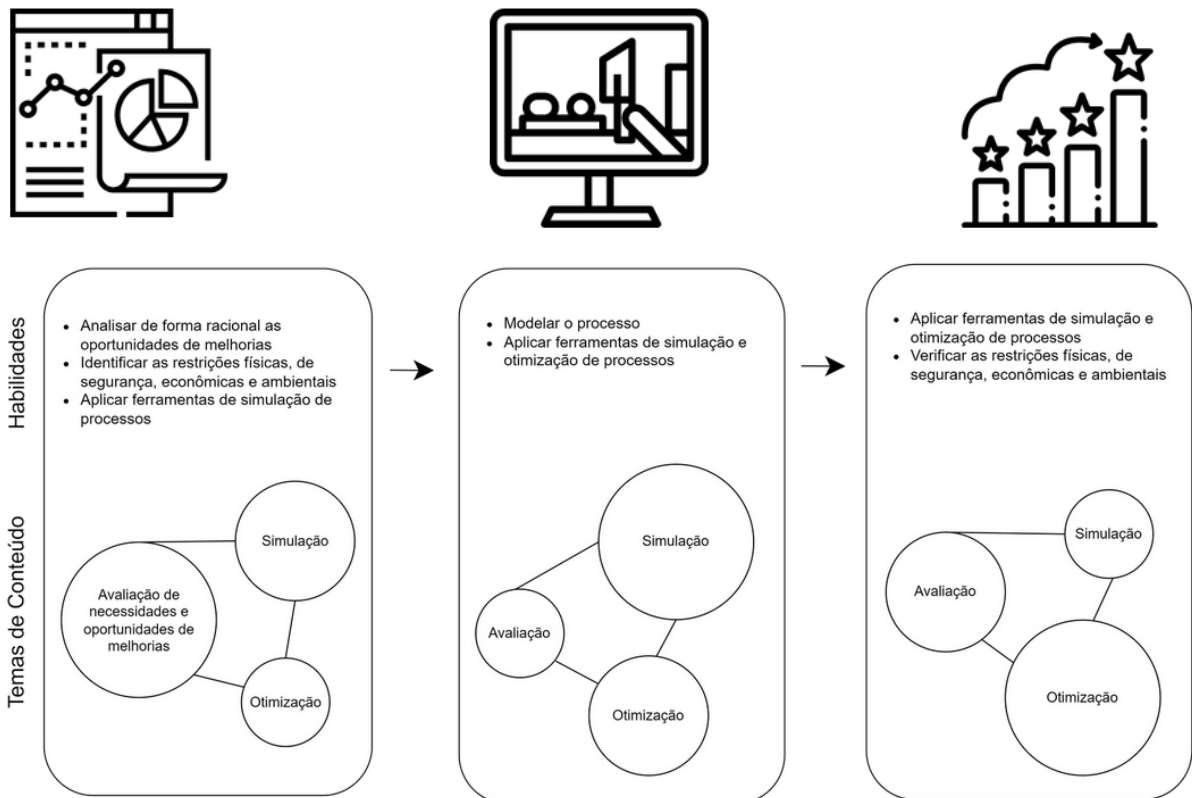 Habilidades
• Analisar de forma racional as
oportunidades de melhorias
• Identificar as restrições físicas, de
segurança, econômicas e ambientais
• Aplicar ferramentas de simulação de
processos
• Modelar o processo
• Aplicar ferramentas de simulação e
otimização de processos
• Aplicar ferramentas de simulação e
otimização de processos
• Verificar as restrições físicas, de
segurança, econômicas e ambientais
Temas de Conteúdo
Simulação
Avaliação de
necessidades e
oportunidades de
melhorias
Otimização
Simulação
Avaliação
Otimização
Simulação
Avaliação
Otimização